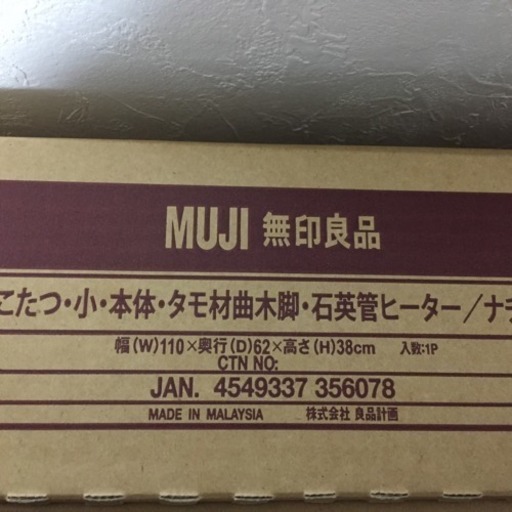 MUJI 無印良品
こたつ・小・本体・タモ材曲木脚・石英管ヒーター/ナチ
幅(W)110×奥行(D)62×高さ(H)38cm 入数:1P
CTN NO:
JAN. 4549337 356078
MADE IN MALAYSIA 株式会社 良品計画